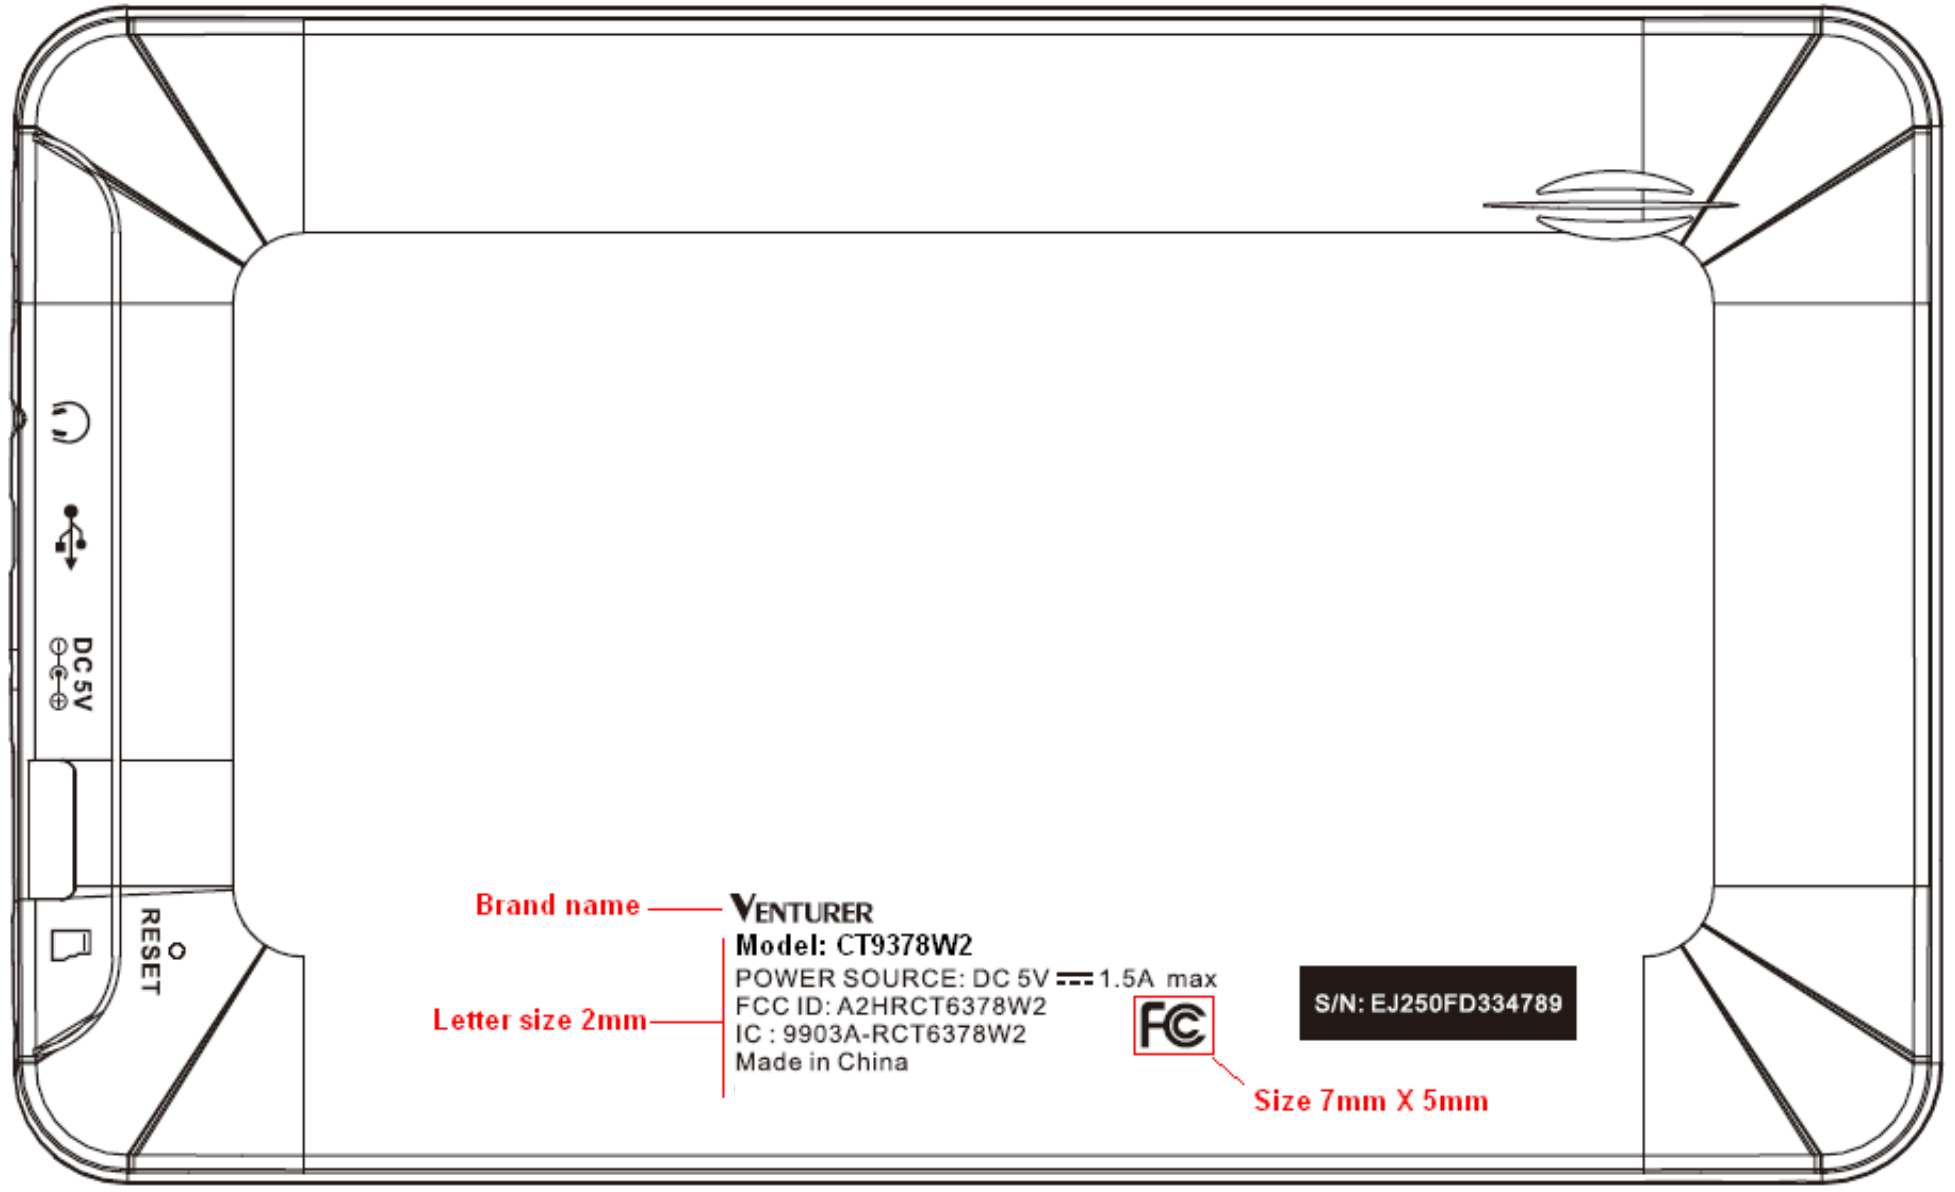 DC 5V
RESET
Brand name
VENTURER
Model: CT9378W2
POWER SOURCE: DC 5V 1.5A max
FCC ID: A2HRCT6378W2
IC : 9903A-RCT6378W2
Made in China
Letter size 2mm
FC
S/N: EJ250FD334789
Size 7mm X 5mm